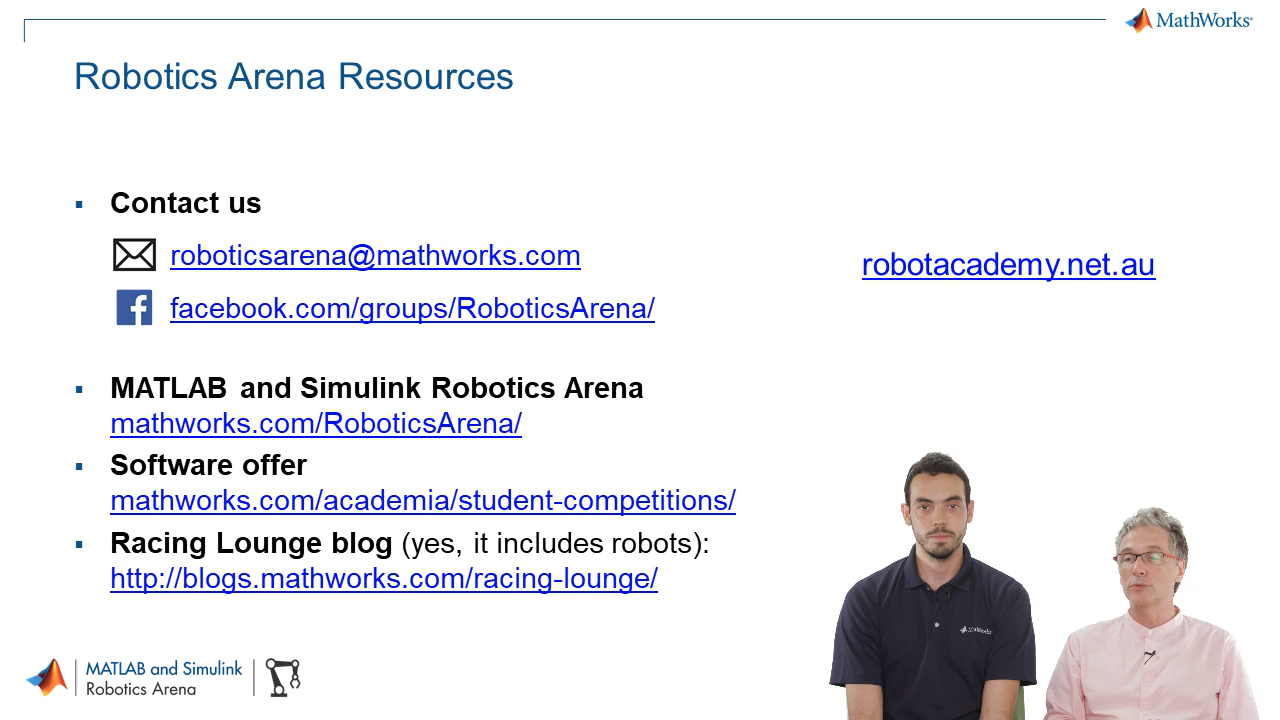 MathWorks®
Robotics Arena Resources
▪ Contact us
roboticsarena@mathworks.com
facebook.com/groups/RoboticsArena/
robotacademy.net.au
▪ MATLAB and Simulink Robotics Arena
mathworks.com/RoboticsArena/
▪ Software offer
mathworks.com/academia/student-competitions/
▪ Racing Lounge blog (yes, it includes robots):
http://blogs.mathworks.com/racing-lounge/
MathWorks
MATLAB and Simulink
Robotics Arena